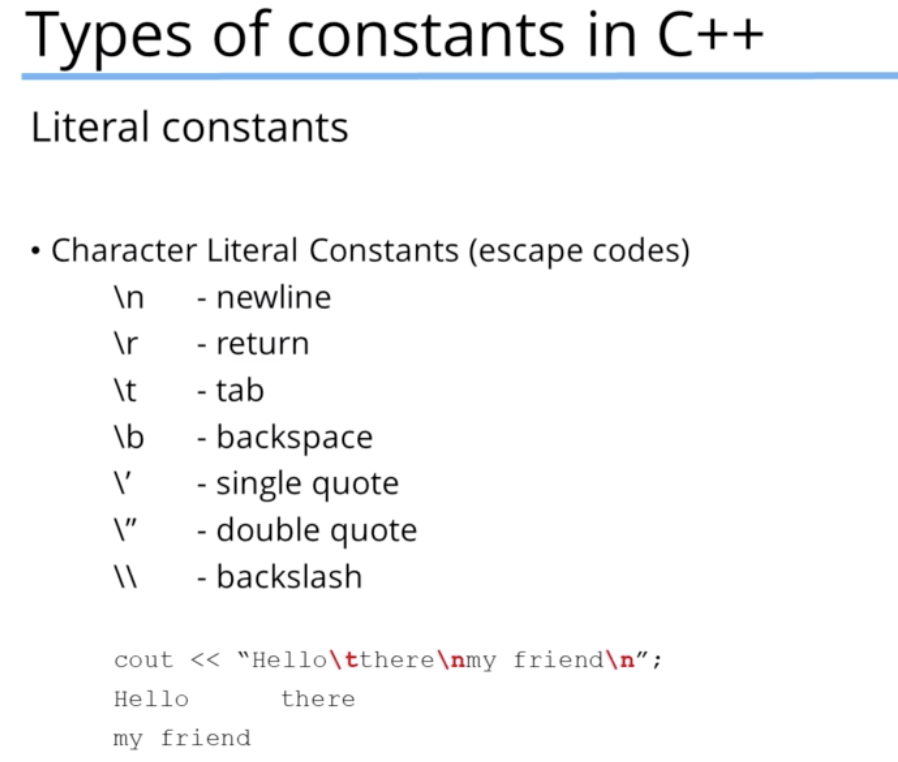 Types of constants in C++
Literal constants
• Character Literal Constants (escape codes)
\n - newline
\r - return
\t - tab
\b - backspace
\’ - single quote
\” - double quote
\\ - backslash
cout << “Hello\tthere\nmy friend\n”;
Hello there
my friend